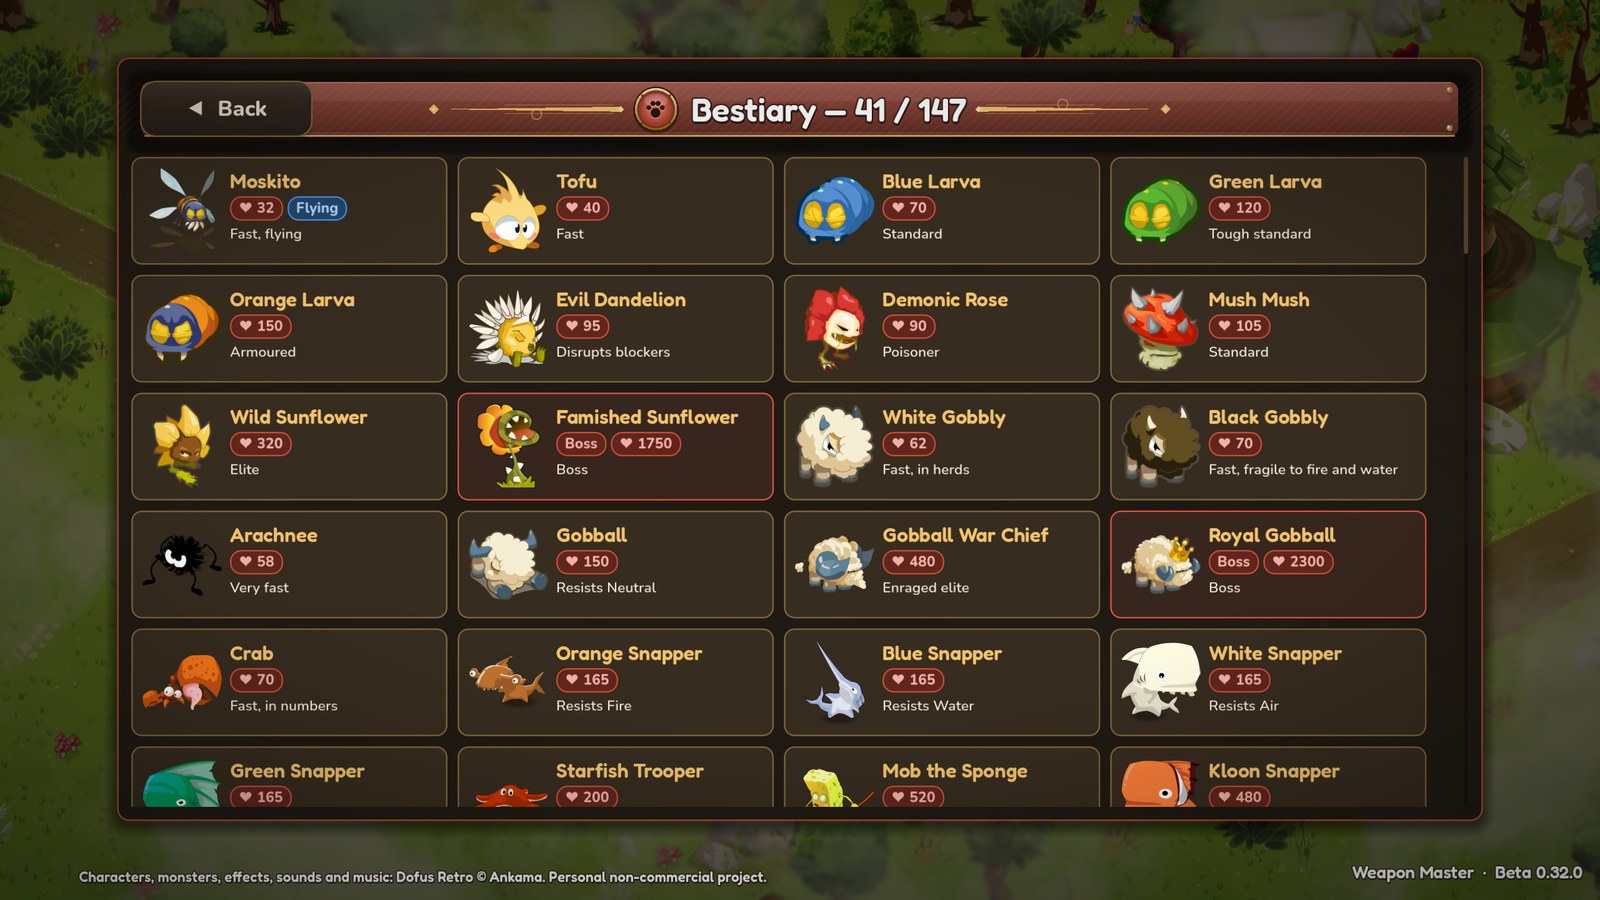 Back
Bestiary – 41 / 147
Moskito
32 Flying
Fast, flying
Tofu
40
Fast
Blue Larva
70
Standard
Green Larva
120
Tough standard
Orange Larva
150
Armoured
Evil Dandelion
95
Disrupts blockers
Demonic Rose
90
Poisoner
Mush Mush
105
Standard
Wild Sunflower
320
Elite
Famished Sunflower
Boss 1750
Boss
White Gobbly
62
Fast, in herds
Black Gobbly
70
Fast, fragile to fire and water
Arachnee
58
Very fast
Gobball
150
Resists Neutral
Gobball War Chief
480
Enraged elite
Royal Gobball
Boss 2300
Boss
Crab
70
Fast, in numbers
Orange Snapper
165
Resists Fire
Blue Snapper
165
Resists Water
White Snapper
165
Resists Air
Green Snapper
165
Starfish Trooper
200
Mob the Sponge
520
Kloon Snapper
480
Characters, monsters, effects, sounds and music: Dofus Retro © Ankama. Personal non-commercial project.
Weapon Master · Beta 0.32.0